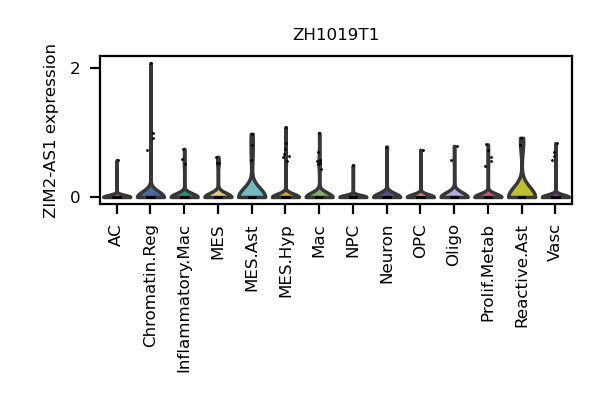 ZH1019T1
ZIM2-AS1 expression
2
0
AC
Chromatin.Reg
Inflammatory.Mac
MES
MES.Ast
MES.Hyp
Mac
NPC
Neuron
OPC
Oligo
Prolif.Metab
Reactive.Ast
Vasc